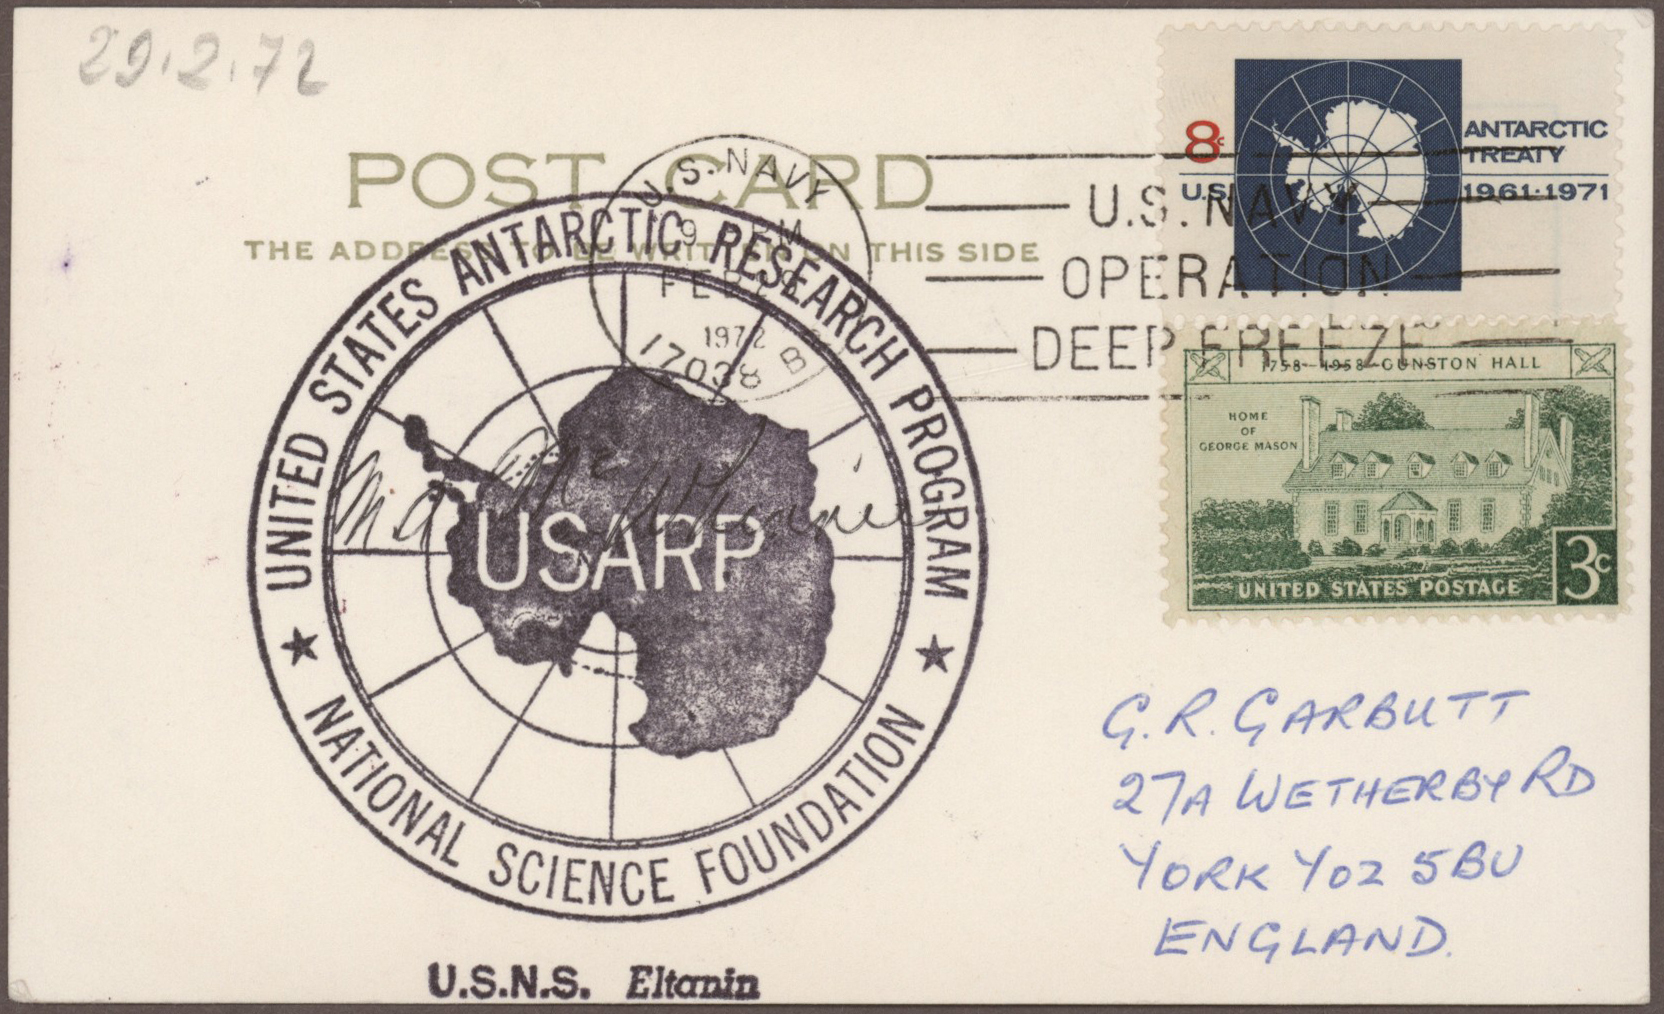 29.2.72
POST CARD
THE ADDRESS TO BE WRITTEN ON THIS SIDE
U.S. NAVY
9 PM
FEB 29
1972
17038 B
U.S. NAVY
OPERATION
DEEP FREEZE
8c
U.S.
ANTARCTIC
TREATY
1961·1971
1758-1958 GUNSTON HALL
HOME
OF
GEORGE MASON
UNITED STATES POSTAGE
3c
UNITED STATES ANTARCTIC RESEARCH PROGRAM
USARP
★ NATIONAL SCIENCE FOUNDATION ★
G.R. GARBUTT
27A WETHERBY RD
YORK YO2 5BU
ENGLAND.
U.S.N.S. Eltanin